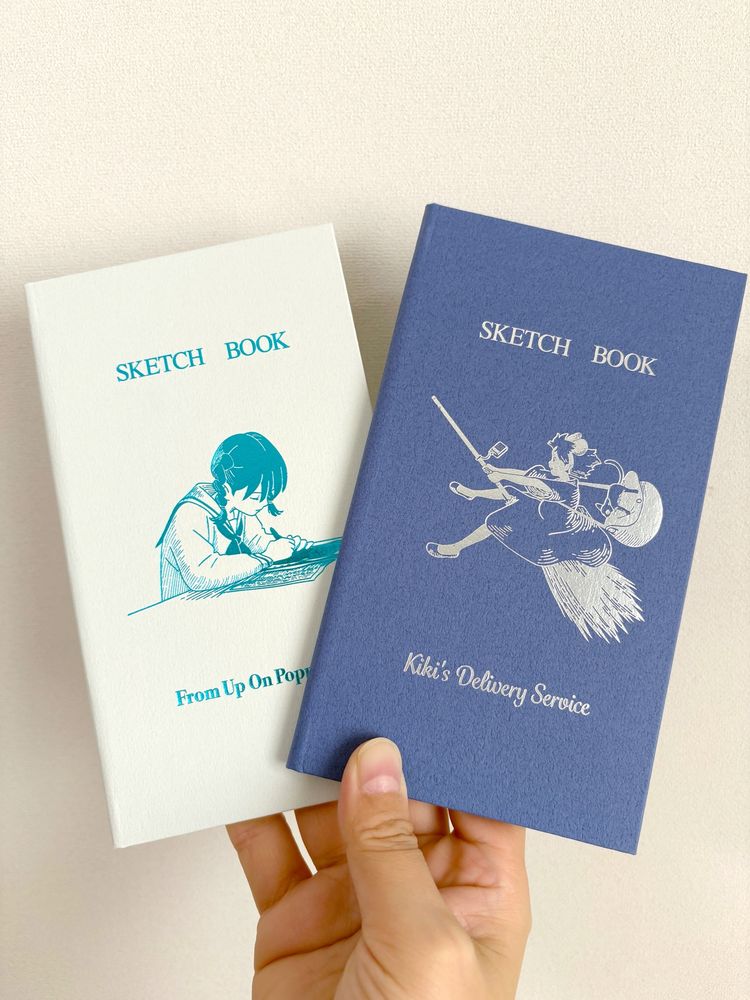 SKETCH BOOK
From Up On
SKETCH BOOK
Kiki's Delivery Service